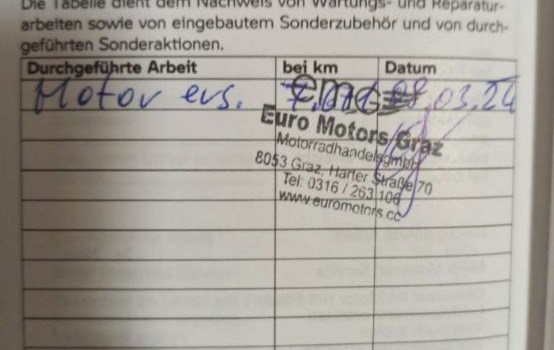 Die Tabelle dient dem Nachweis von Wartungs- und Reparatur-
arbeiten sowie von eingebautem Sonderzubehör und von durch-
geführten Sonderaktionen.
Durchgeführte Arbeit bei km Datum
Motor ers. 08.03.24
Euro Motors Graz
MotorradhandelsgmbH
8053 Graz, Harter Straße 70
Tel: 0316 / 263 106
www.euromotors.cc